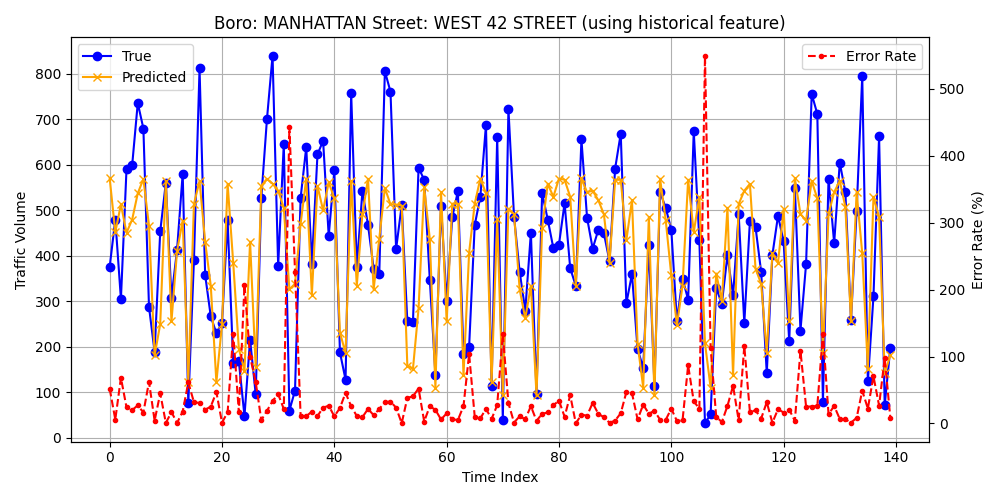 Boro: MANHATTAN Street: WEST 42 STREET (using historical feature)
True
Predicted
Error Rate
Traffic Volume
800
700
600
500
400
300
200
100
0
Error Rate (%)
500
400
300
200
100
0
0 20 40 60 80 100 120 140
Time Index